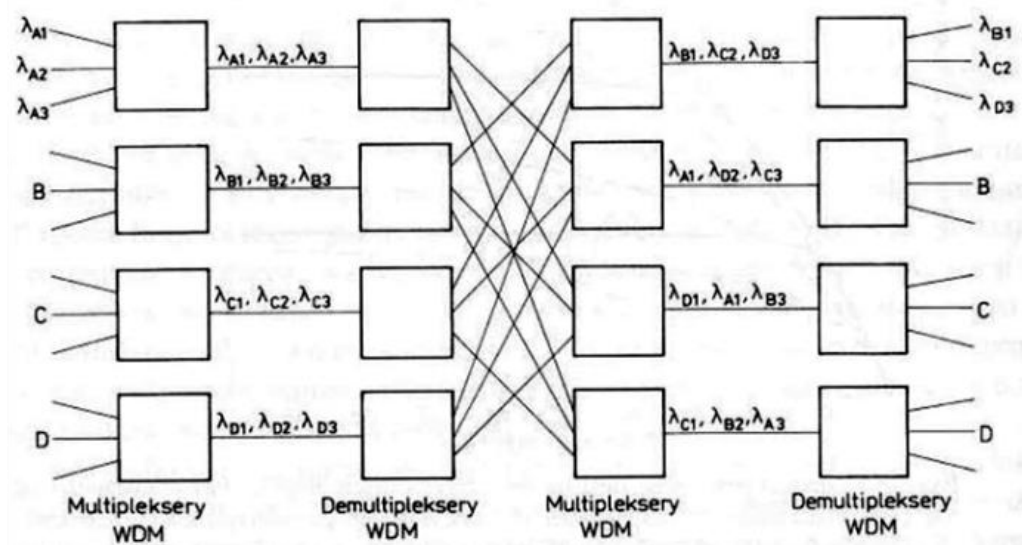 λA1
λA2
λA3
λA1, λA2, λA3
λB1, λC2, λD3
λB1
λC2
λD3
B
λB1, λB2, λB3
λA1, λD2, λC3
B
C
λC1, λC2, λC3
λD1, λA1, λB3
C
D
λD1, λD2, λD3
λC1, λB2, λA3
D
Multipleksery
WDM
Demultipleksery
WDM
Multipleksery
WDM
Demultipleksery
WDM